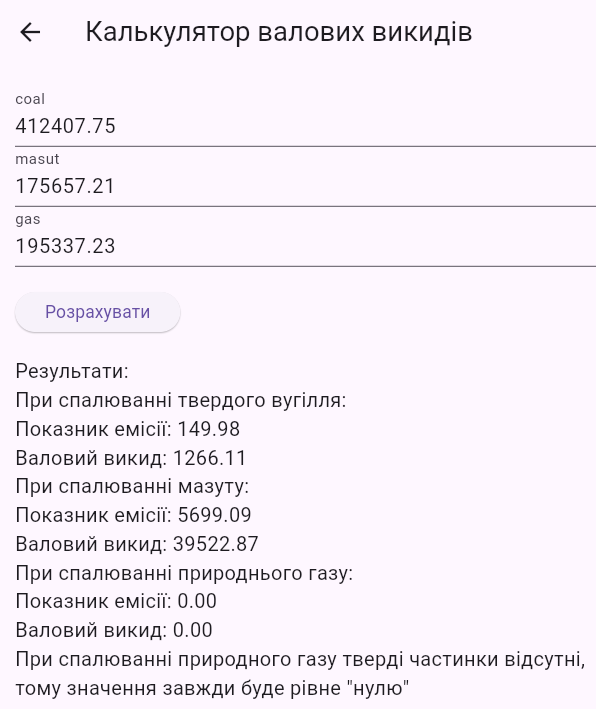 Калькулятор валових викидів
coal
412407.75
masut
175657.21
gas
195337.23
Розрахувати
Результати:
При спалюванні твердого вугілля:
Показник емісії: 149.98
Валовий викид: 1266.11
При спалюванні мазуту:
Показник емісії: 5699.09
Валовий викид: 39522.87
При спалюванні природнього газу:
Показник емісії: 0.00
Валовий викид: 0.00
При спалюванні природного газу тверді частинки відсутні,
тому значення завжди буде рівне "нулю"